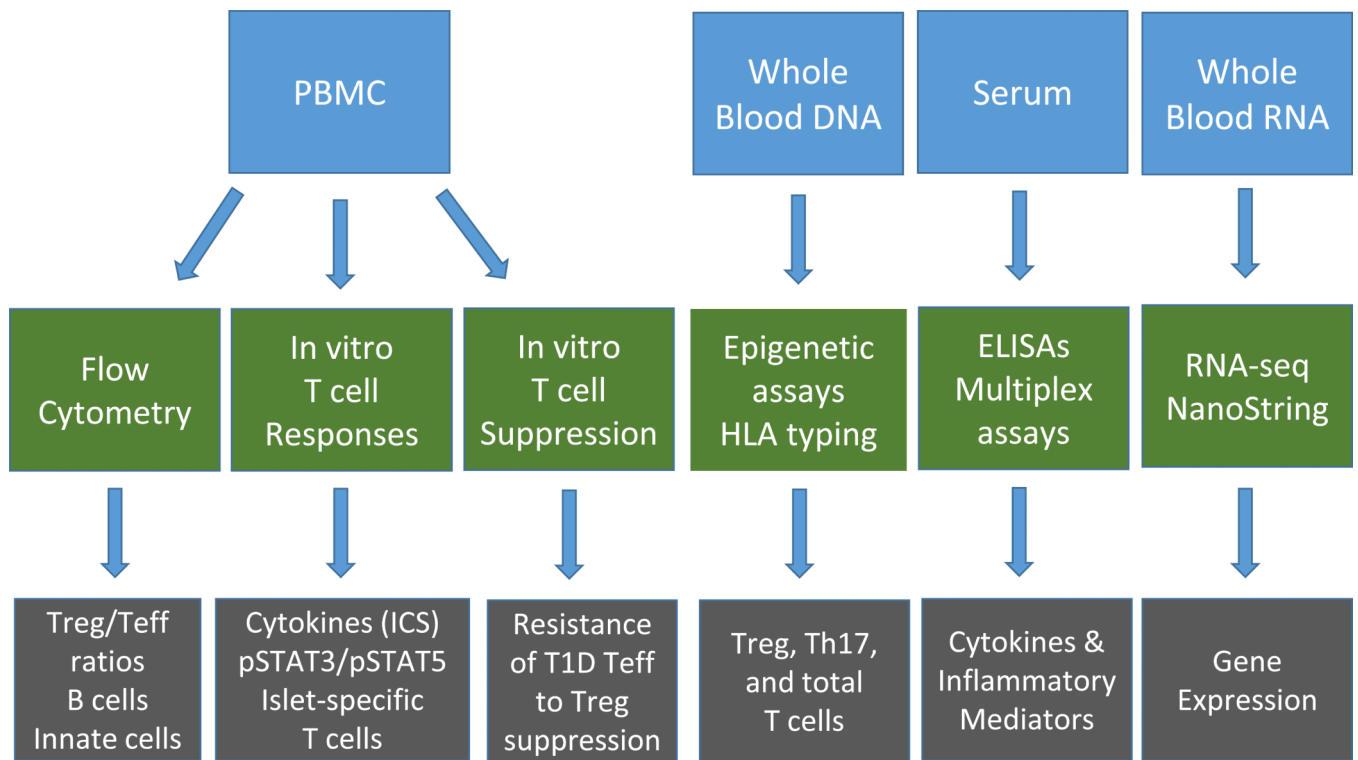 PBMC
Whole
Blood DNA
Serum
Whole
Blood RNA
Flow
Cytometry
In vitro
T cell
Responses
In vitro
T cell
Suppression
Epigenetic
assays
HLA typing
ELISAs
Multiplex
assays
RNA-seq
NanoString
Treg/Teff
ratios
B cells
Innate cells
Cytokines (ICS)
pSTAT3/pSTAT5
Islet-specific
T cells
Resistance
of T1D Teff
to Treg
suppression
Treg, Th17,
and total
T cells
Cytokines &
Inflammatory
Mediators
Gene
Expression